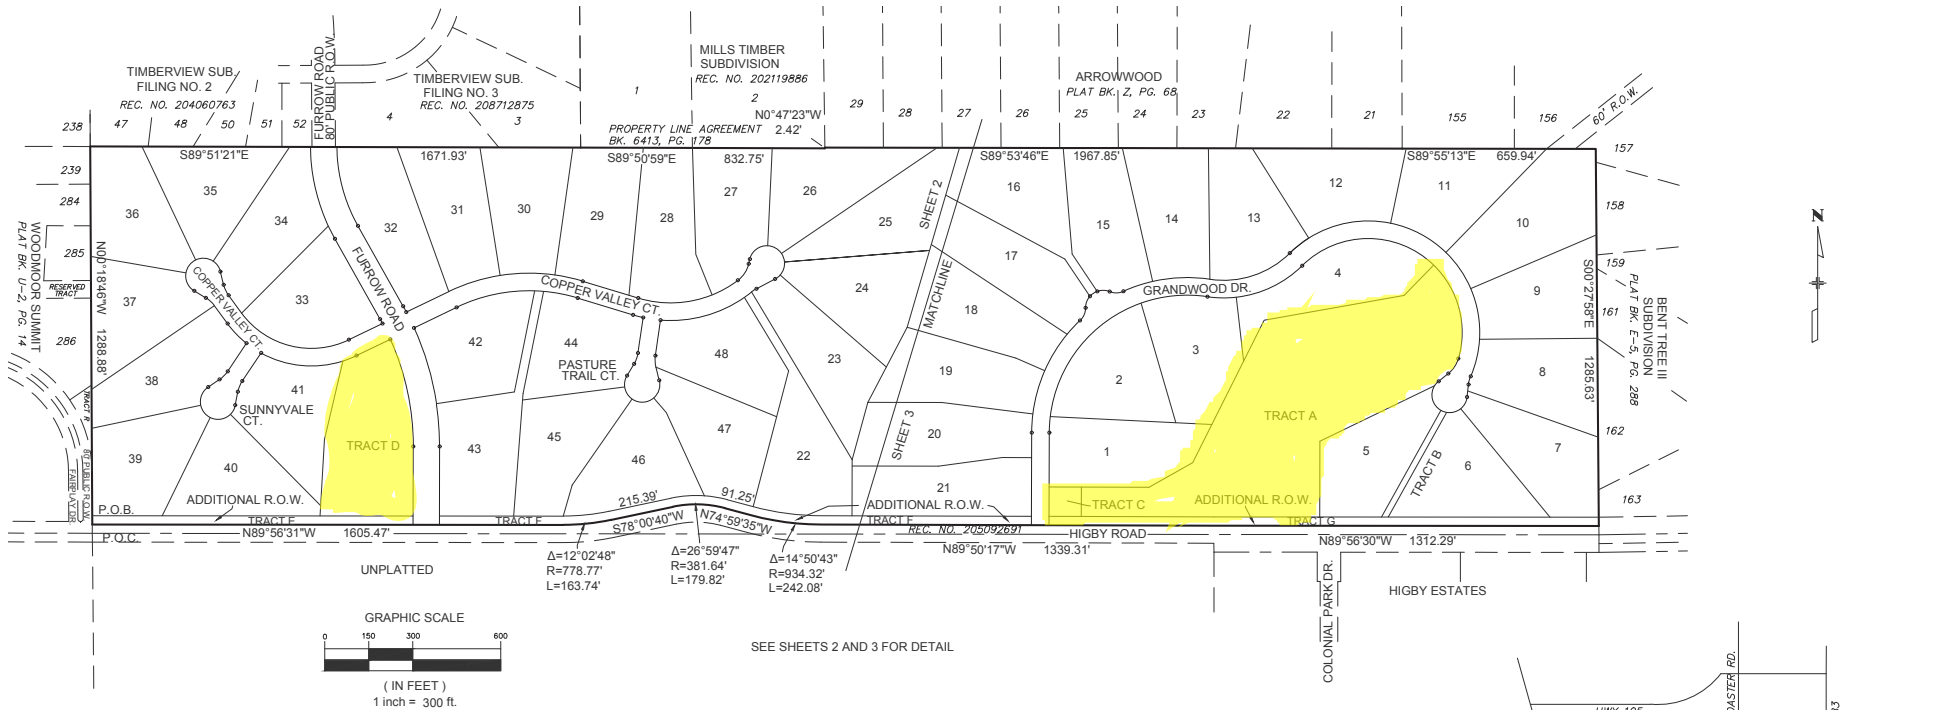 TIMBERVIEW SUB.
FILING NO. 2
REC. NO. 204060763
FURROW ROAD
80' PUBLIC R.O.W.
TIMBERVIEW SUB.
FILING NO. 3
REC. NO. 208712875
MILLS TIMBER
SUBDIVISION
REC. NO. 202119886
ARROWWOOD
PLAT BK. Z, PG. 68
60' R.O.W.
238
47
48
50
51
52
4
3
1
2
29
28
27
26
25
24
23
22
21
155
156
N0°47'23"W
2.42'
PROPERTY LINE AGREEMENT
BK. 6413, PG. 178
S89°51'21"E
1671.93'
S89°50'59"E
832.75'
S89°53'46"E
1967.85'
S89°55'13"E
659.94'
157
239
284
285
RESERVED
TRACT
286
WOODMOOR SUMMIT
PLAT BK. U-2, PG. 14
N00°18'46"W
1288.88'
158
159
161
162
163
BENT TREE III
SUBDIVISION
PLAT BK. E-5, PG. 288
S00°27'58"E
1285.63'
36
35
34
32
31
30
29
28
27
26
25
16
15
14
13
12
11
10
37
33
24
17
18
4
9
38
41
42
44
48
23
19
2
3
8
39
40
43
45
46
47
22
20
21
1
5
6
7
COPPER VALLEY CT.
FURROW ROAD
COPPER VALLEY CT.
PASTURE
TRAIL CT.
SUNNYVALE
CT.
GRANDWOOD DR.
SHEET 2
MATCHLINE
SHEET 3
TRACT D
TRACT A
TRACT B
TRACT C
TRACT R
80' PUBLIC R.O.W.
FAIRPLAY DR.
P.O.B.
ADDITIONAL R.O.W.
ADDITIONAL R.O.W.
ADDITIONAL R.O.W.
TRACT E
TRACT F
TRACT F
TRACT G
215.39'
91.25'
S78°00'40"W
N74°59'35"W
REC. NO. 205092691
P.O.C.
N89°56'31"W
1605.47'
HIGBY ROAD
N89°50'17"W
1339.31'
N89°56'30"W
1312.29'
Δ=12°02'48"
R=778.77'
L=163.74'
Δ=26°59'47"
R=381.64'
L=179.82'
Δ=14°50'43"
R=934.32'
L=242.08'
UNPLATTED
COLONIAL PARK DR.
HIGBY ESTATES
N
GRAPHIC SCALE
0 150 300 600
( IN FEET )
1 inch = 300 ft.
SEE SHEETS 2 AND 3 FOR DETAIL
RD.